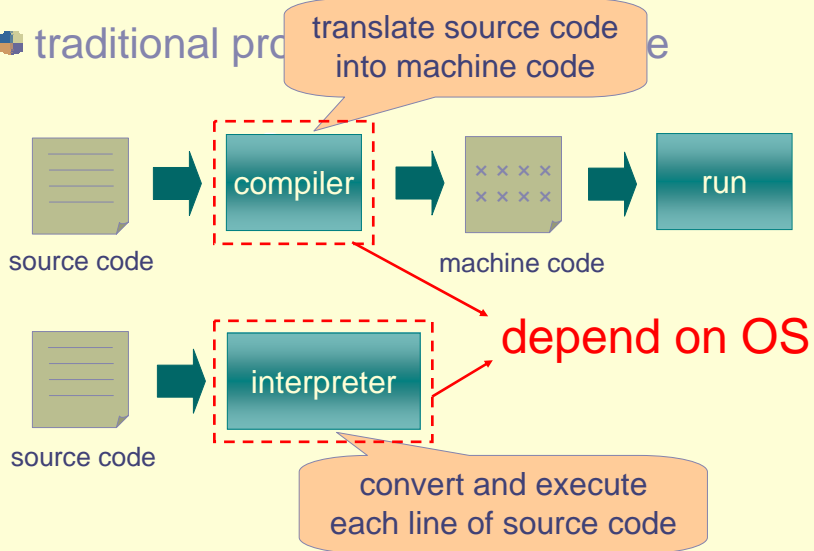 traditional
translate source code
into machine code
compiler
× × × ×
× × × ×
run
source code
machine code
depend on OS
interpreter
source code
convert and execute
each line of source code